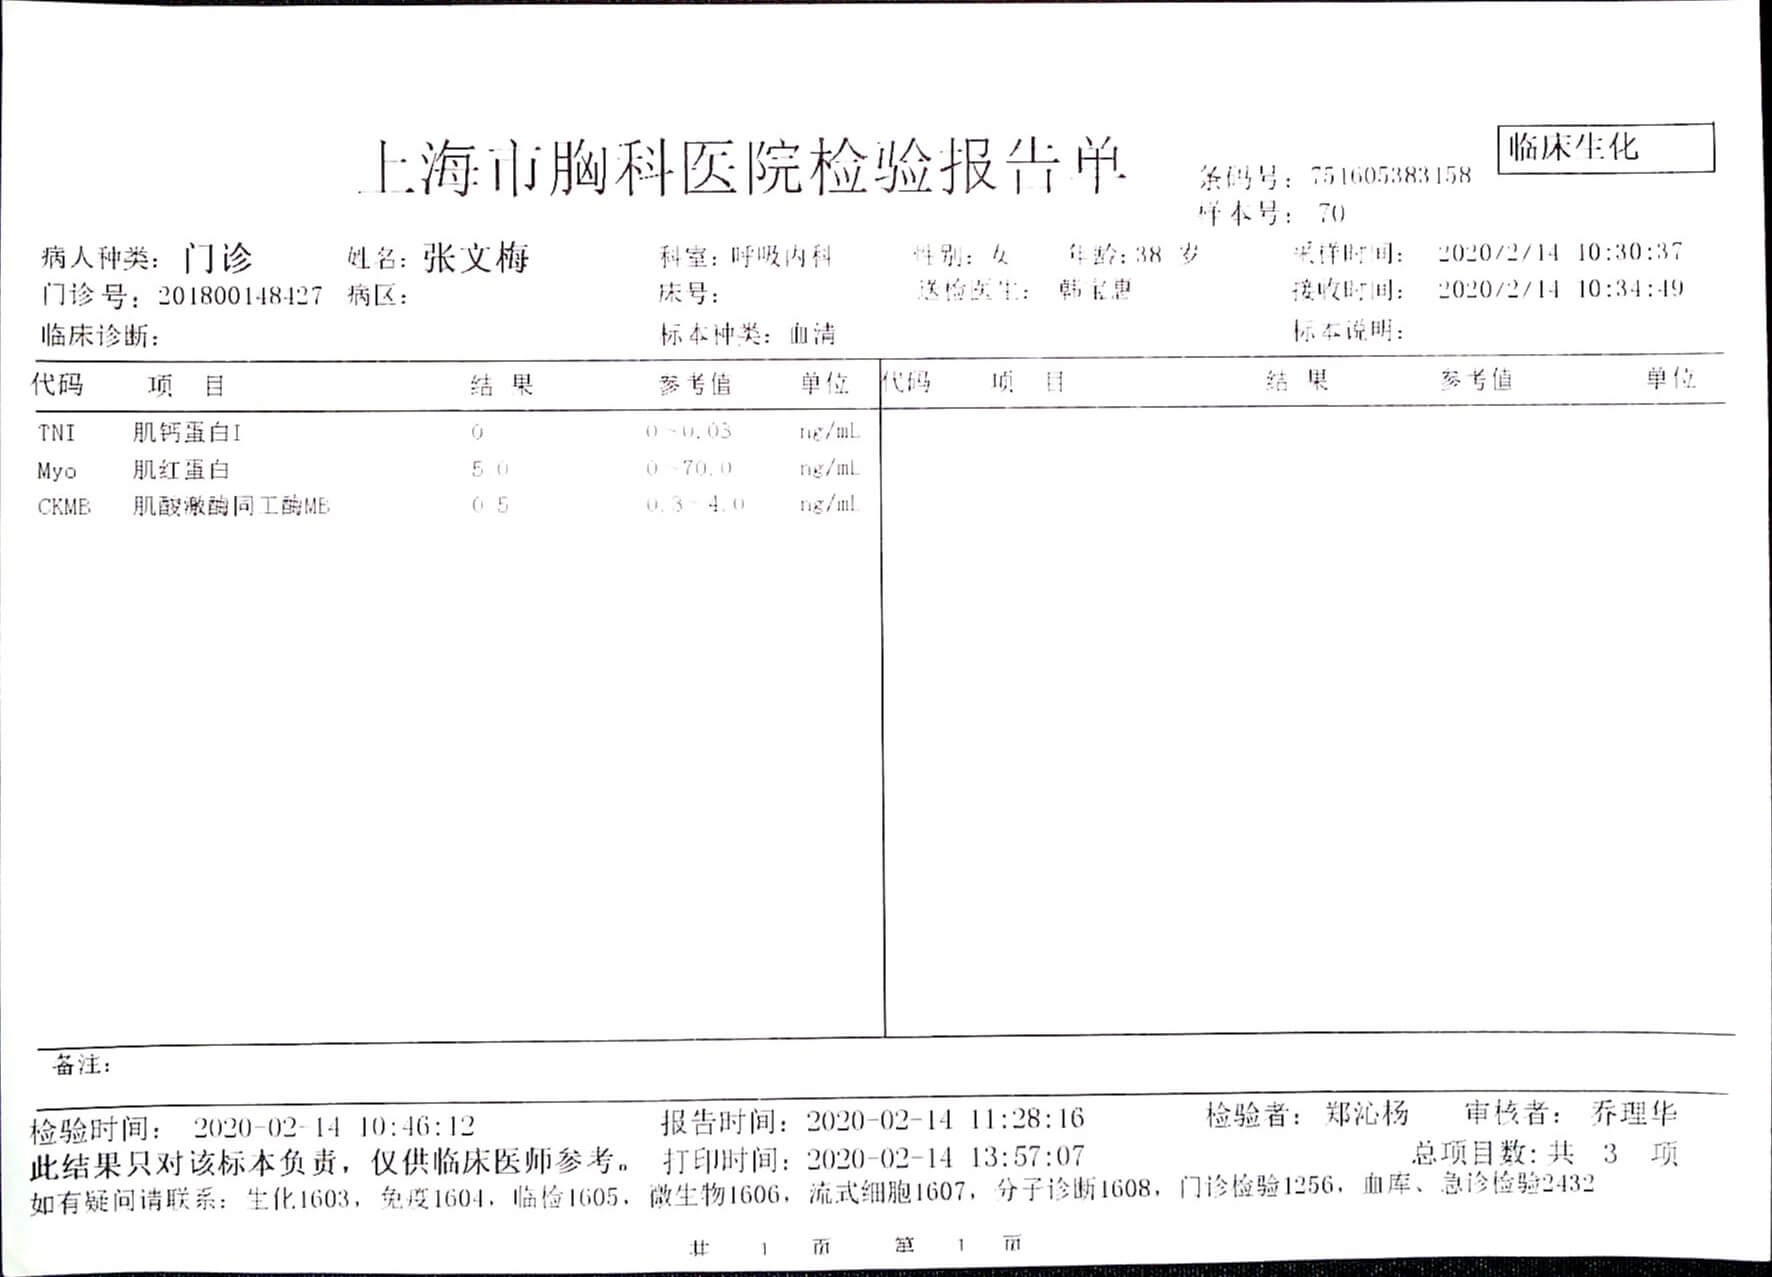 临床生化
上海市胸科医院检验报告单
条码号: 751605383158
样本号: 70
病人种类: 门诊 姓名: 张文梅 科室: 呼吸内科 性别: 女 年龄: 38 岁 采样时间: 2020/2/14 10:30:37
门诊号: 201800148427 病区: 床号: 送检医生: 韩宝惠 接收时间: 2020/2/14 10:34:49
临床诊断: 标本种类: 血清 标本说明:
代码 项 目 结 果 参考值 单位 代码 项 目 结 果 参考值 单位
TNI 肌钙蛋白I 0 0~0.03 ng/mL
Myo 肌红蛋白 5 0 0~70.0 ng/mL
CKMB 肌酸激酶同工酶MB 0 5 0.3~4.0 ng/mL
备注:
检验时间: 2020-02-14 10:46:12 报告时间: 2020-02-14 11:28:16 检验者: 郑沁杨 审核者: 乔理华
此结果只对该标本负责，仅供临床医师参考。 打印时间: 2020-02-14 13:57:07 总项目数: 共 3 项
如有疑问请联系: 生化1603, 免疫1604, 临检1605, 微生物1606, 流式细胞1607, 分子诊断1608, 门诊检验1256, 血库、急诊检验2432
共 1 页 第 1 页